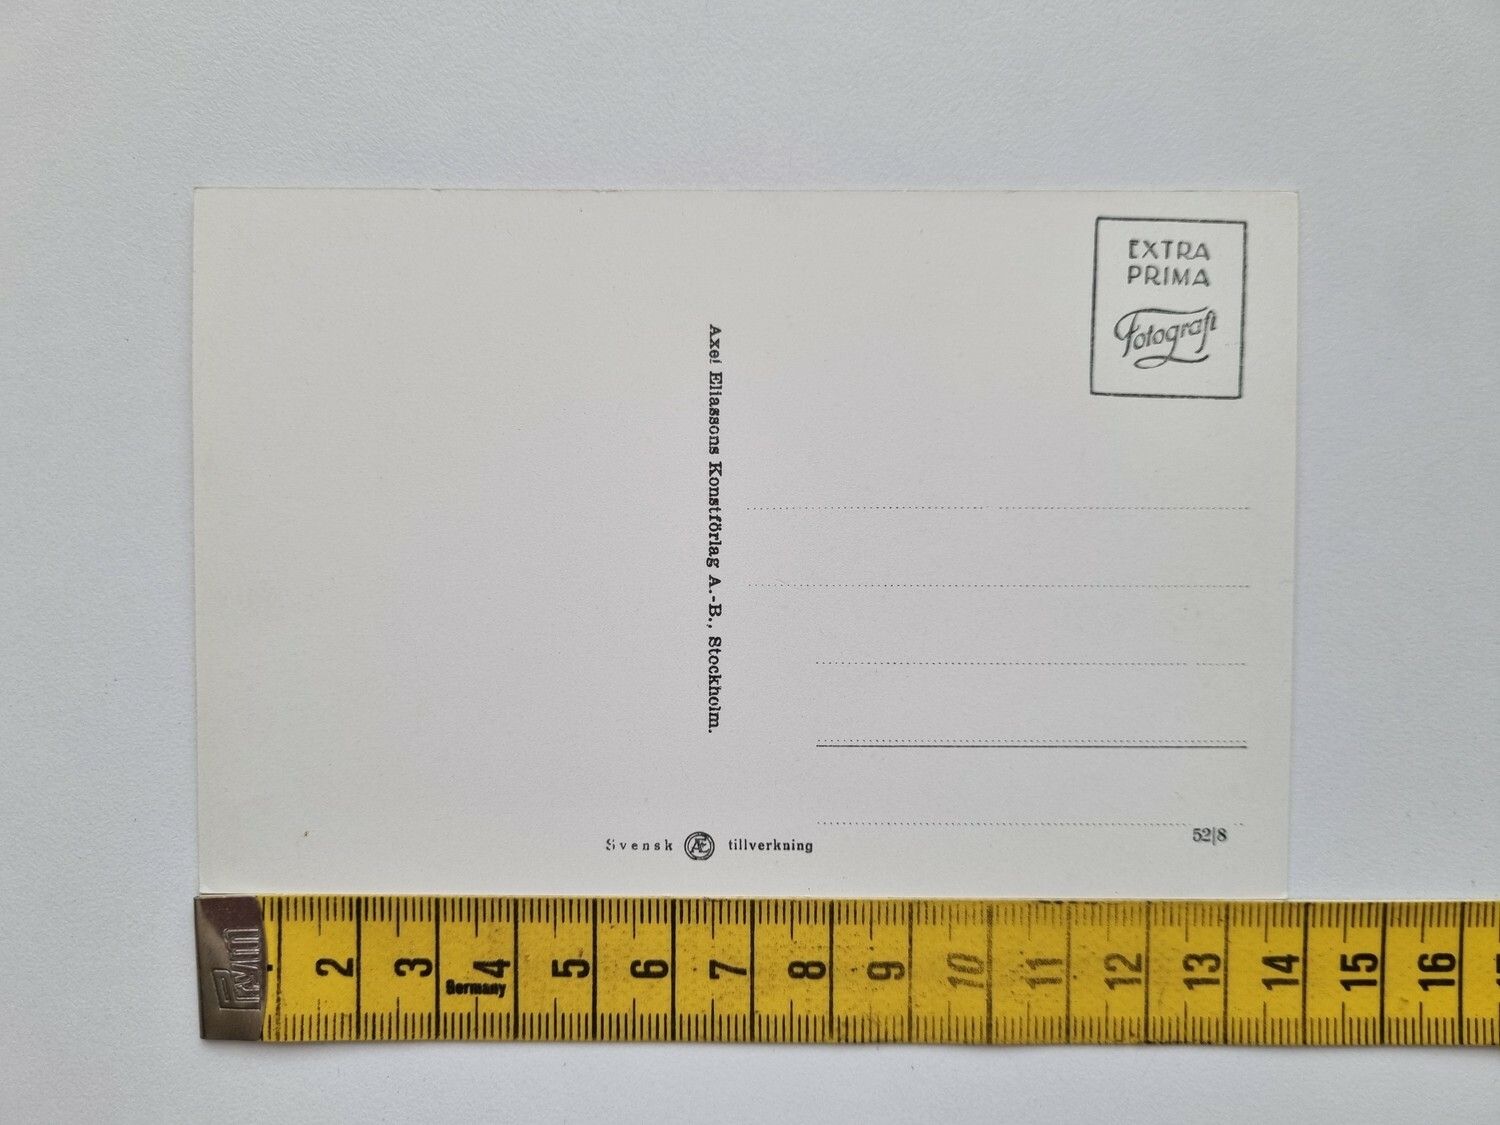 EXTRA
PRIMA
Fotografi
Axel Eliassons Konstförlag A.-B., Stockholm.
Svensk Æ tillverkning
52|8
Pym
2 3 4 5 6 7 8 9 10 11 12 13 14 15 16
Germany